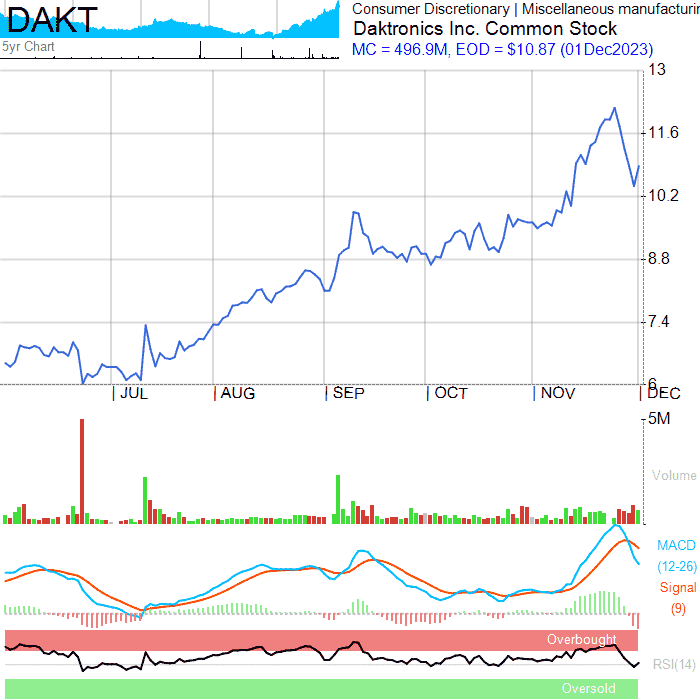 DAKT
5yr Chart
Consumer Discretionary | Miscellaneous manufacturin
Daktronics Inc. Common Stock
MC = 496.9M, EOD = $10.87 (01Dec2023)
13
11.6
10.2
8.8
7.4
6
JUL AUG SEP OCT NOV DEC
5M
Volume
MACD
(12-26)
Signal
(9)
Overbought
RSI(14)
Oversold